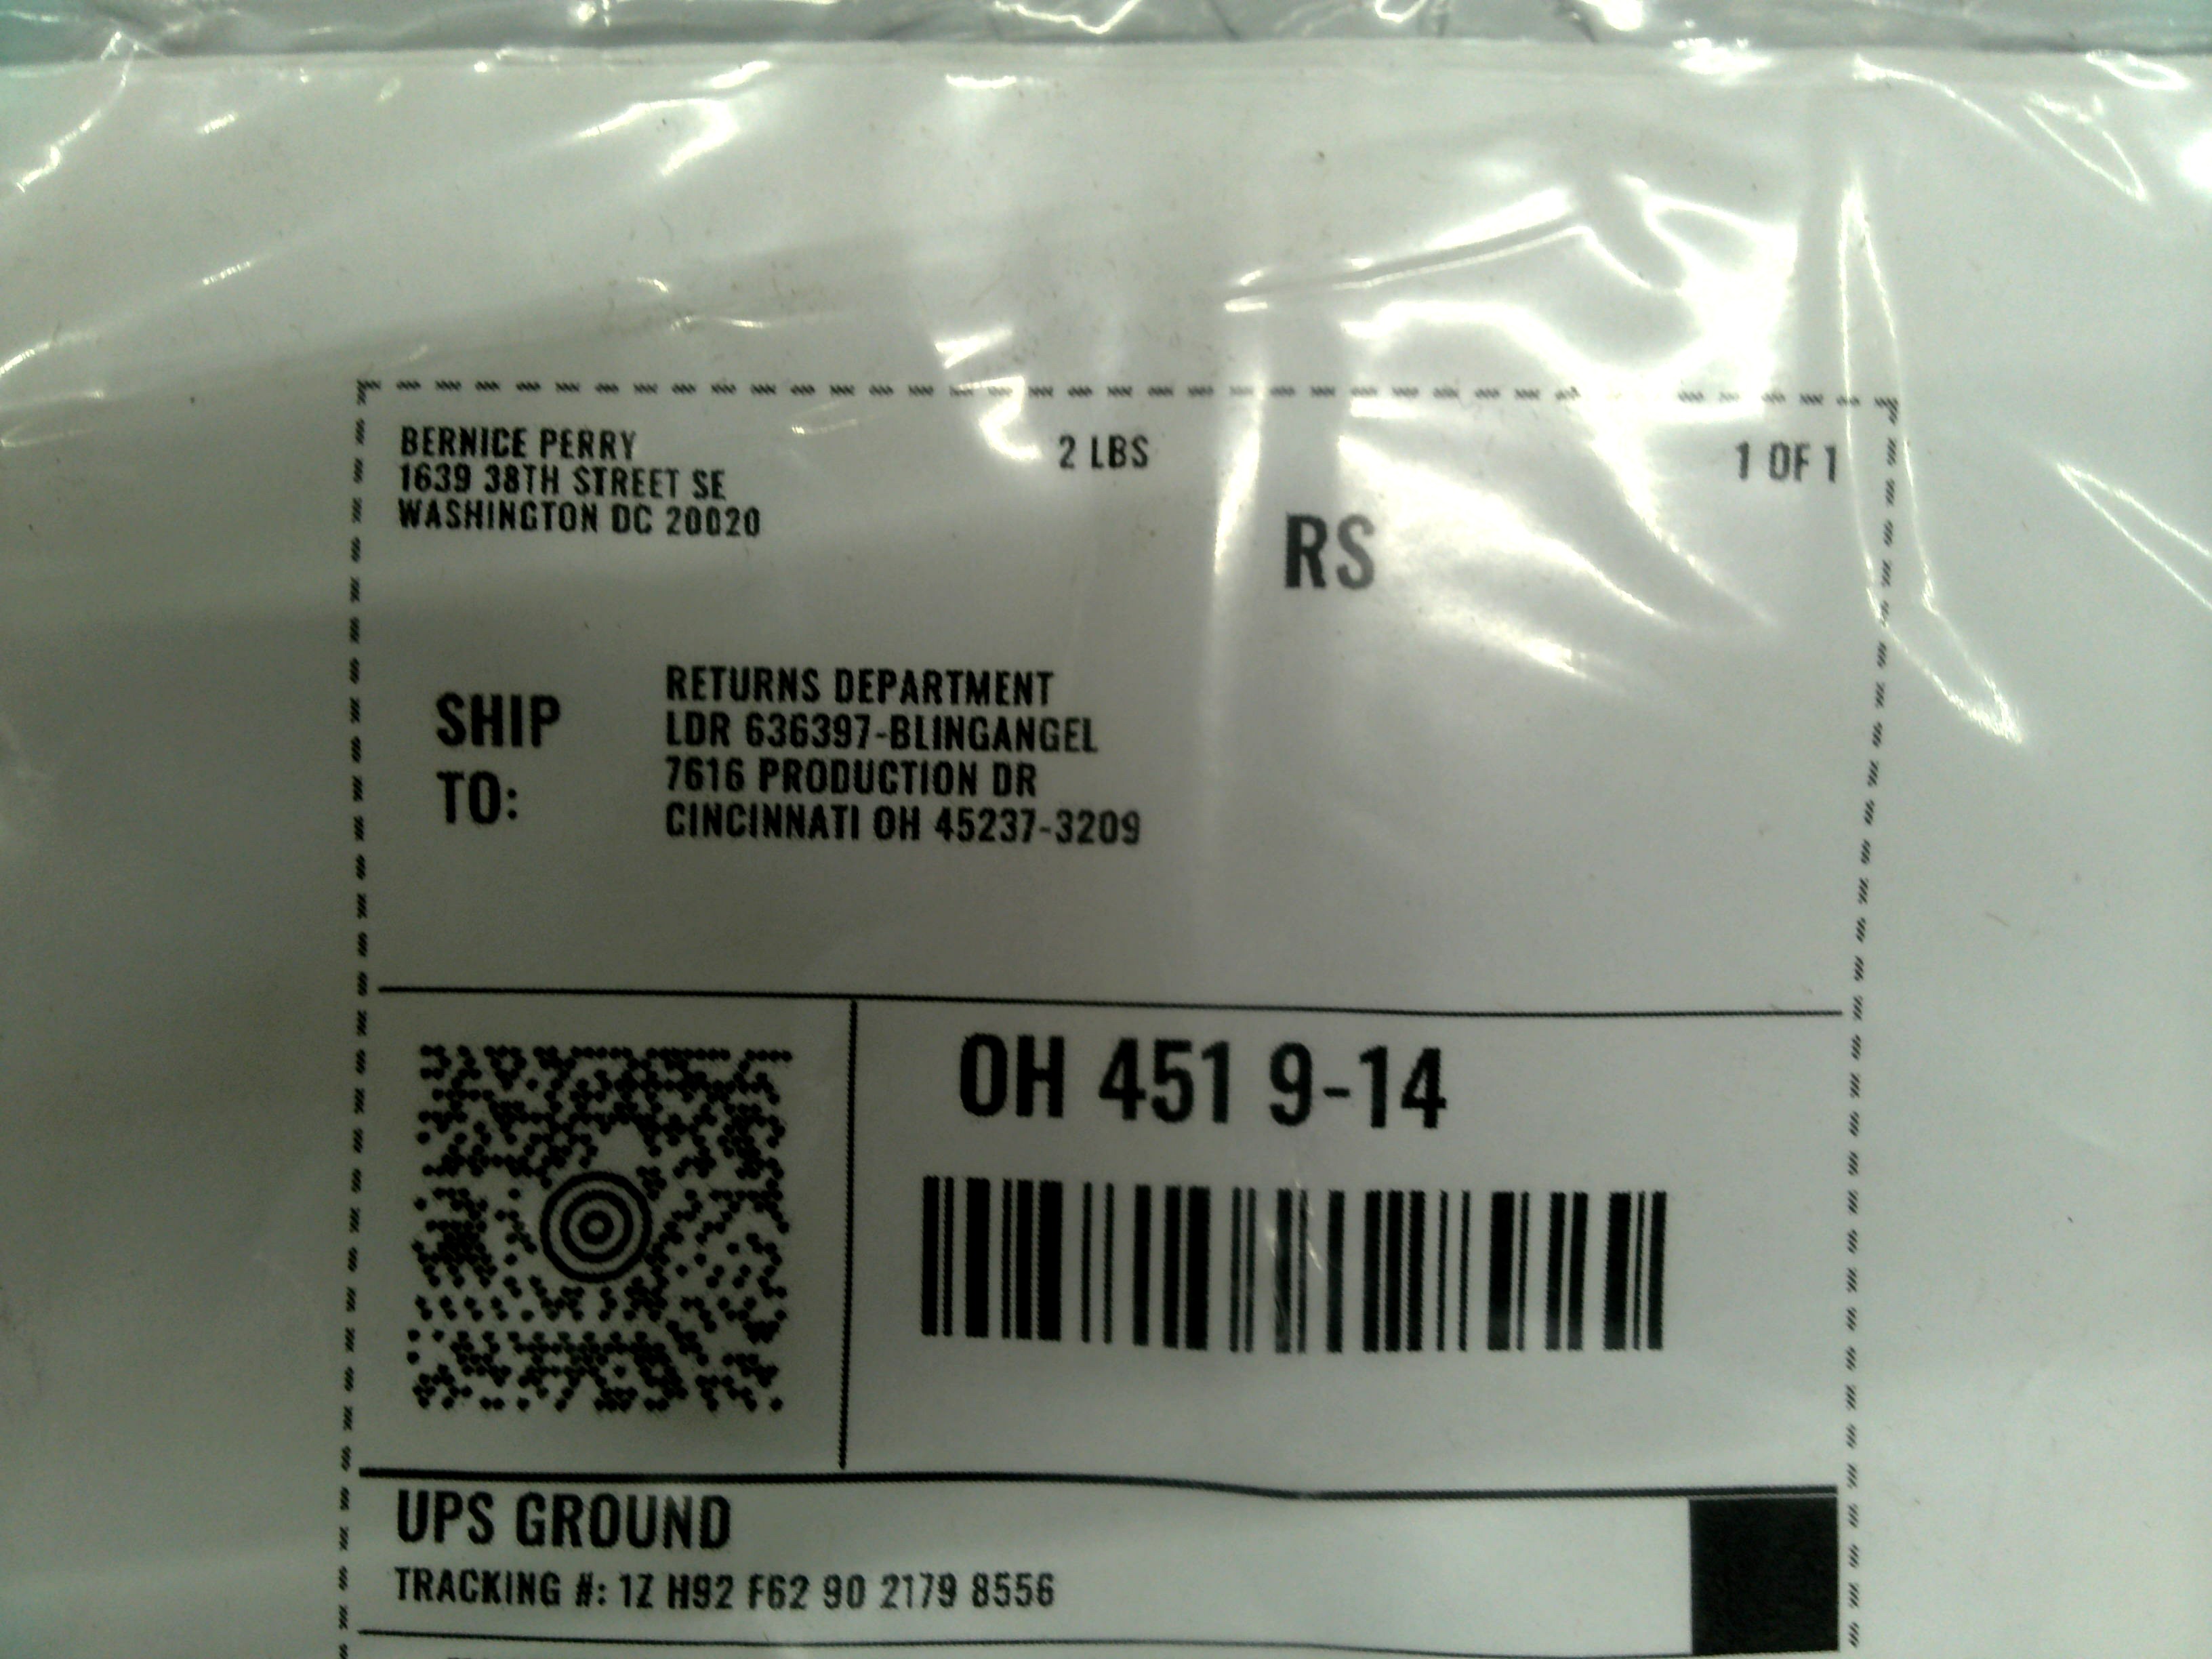 BERNICE PERRY
1639 38TH STREET SE
WASHINGTON DC 20020
2 LBS
1 OF 1
RS
SHIP TO:
RETURNS DEPARTMENT
LDR 636397-BLINGANGEL
7616 PRODUCTION DR
CINCINNATI OH 45237-3209
OH 451 9-14
UPS GROUND
TRACKING #: 1Z H92 F62 90 2179 8556